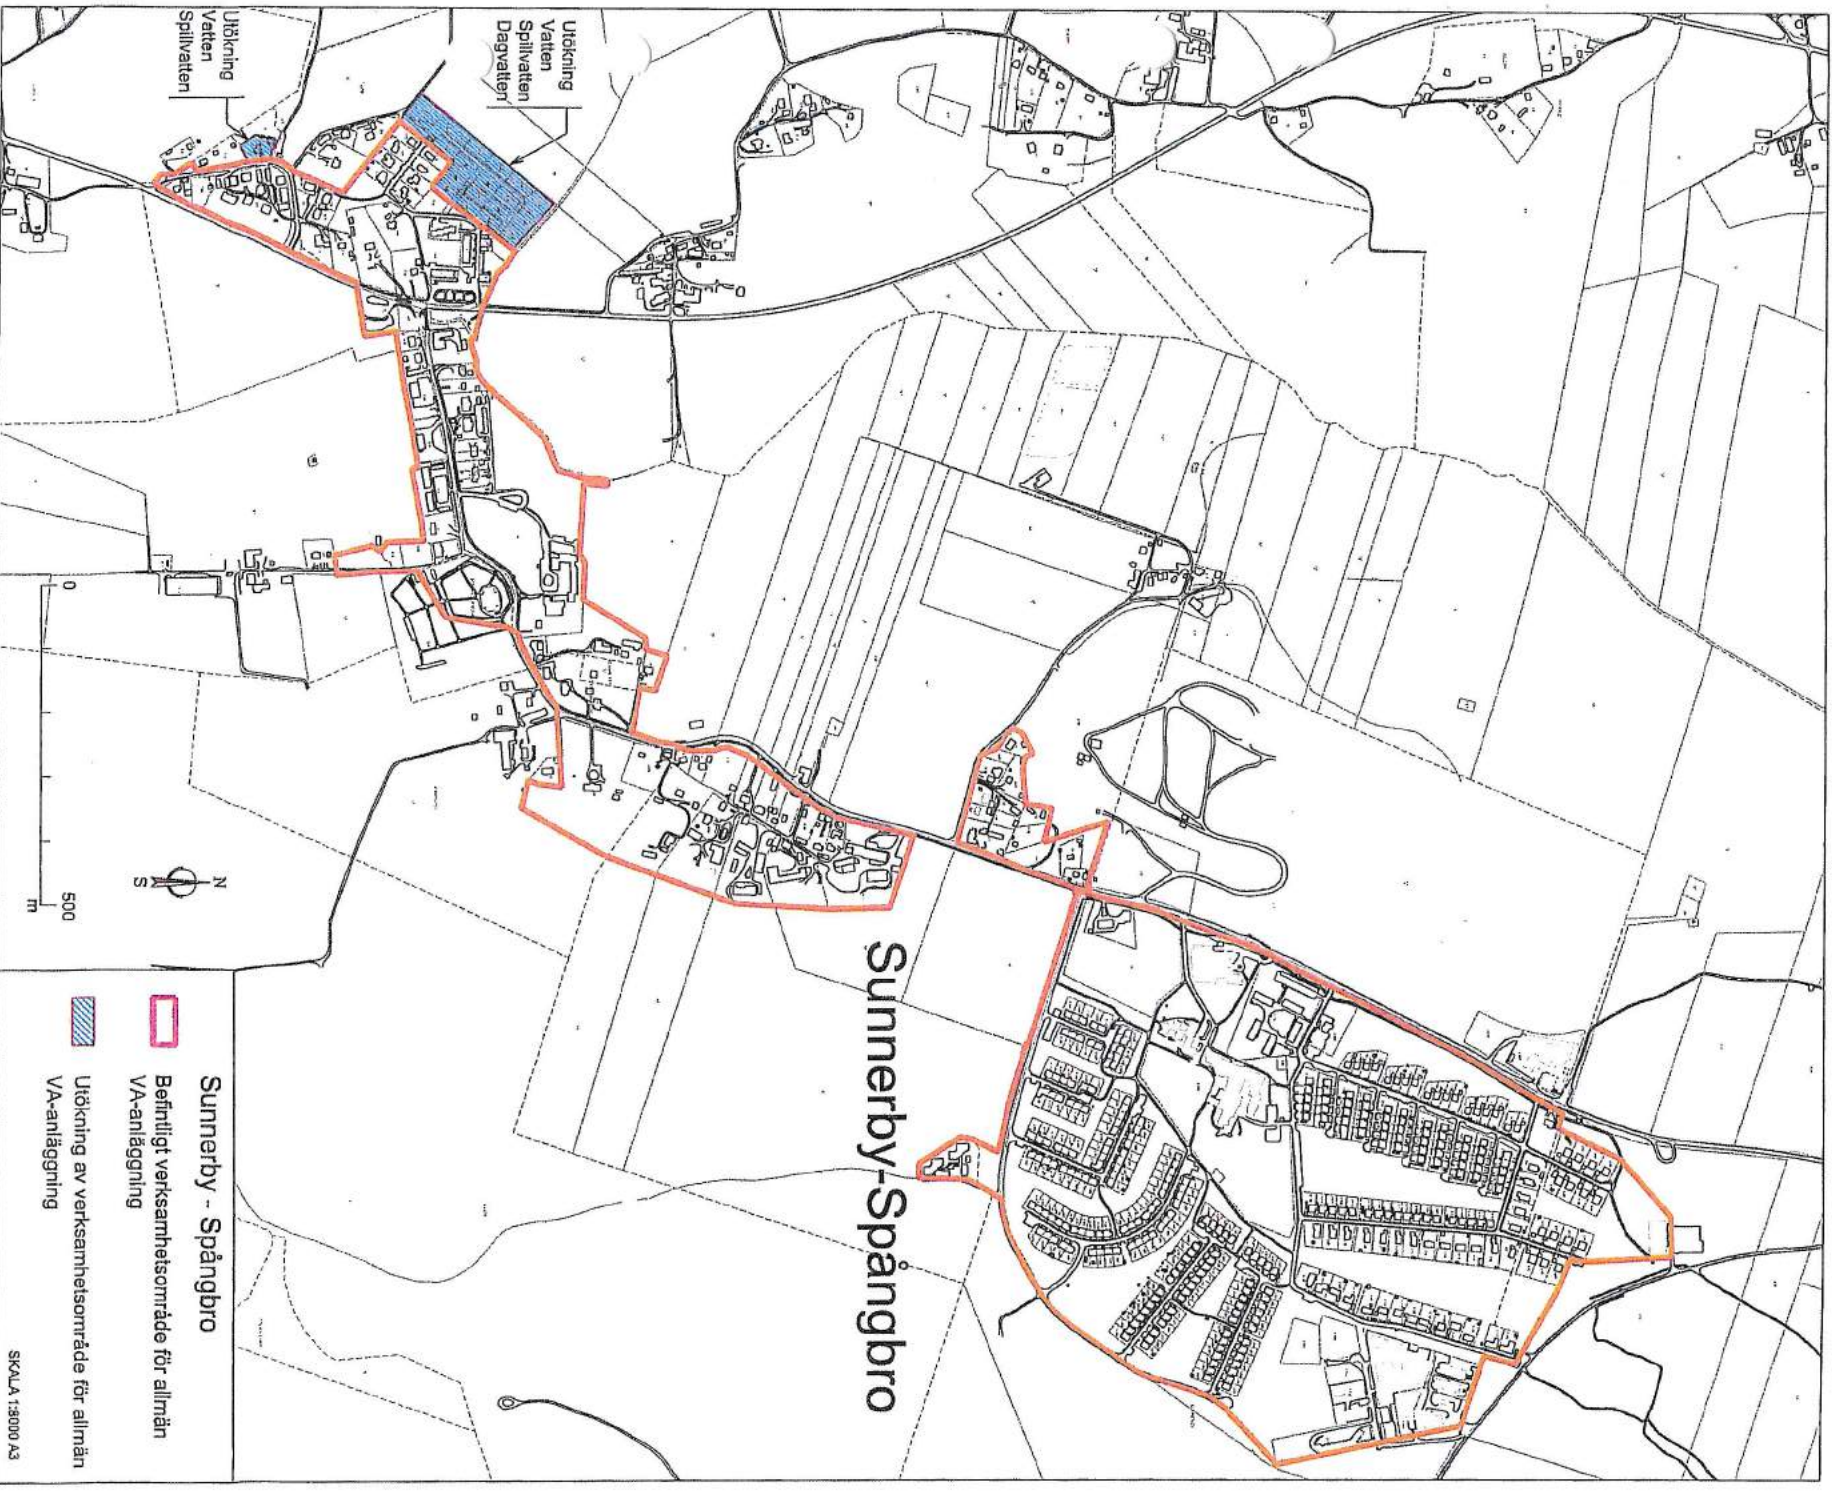 Utökning
Vatten
Spillvatten
Dagvatten
Utökning
Vatten
Spillvatten
Sunnerby-Spångbro
N
S
0
500
m
Sunnerby - Spångbro
Befintligt verksamhetsområde för allmän
VA-anläggning
Utökning av verksamhetsområde för allmän
VA-anläggning
SKALA 1:8000 A3